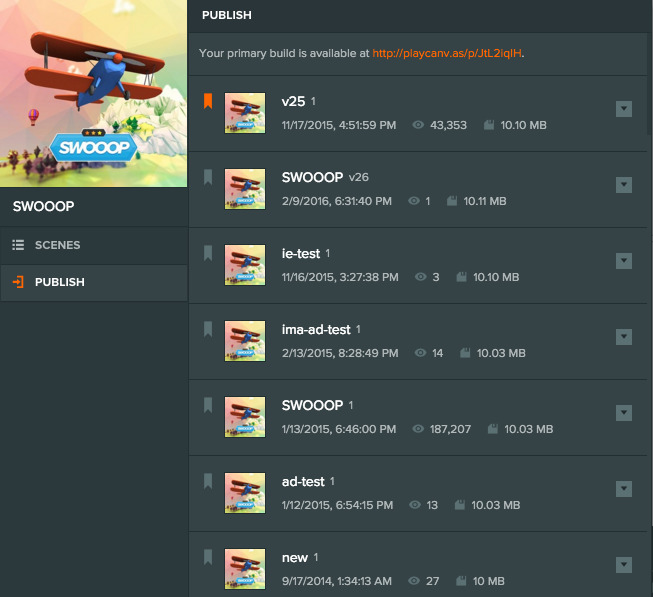 PUBLISH
Your primary build is available at http://playcanv.as/p/JtL2iqIH.
SWOOOP
SWOOOP
SCENES
PUBLISH
v25 1
11/17/2015, 4:51:59 PM 43,353 10.10 MB
SWOOOP v26
2/9/2016, 6:31:40 PM 1 10.11 MB
ie-test 1
11/16/2015, 3:27:38 PM 3 10.10 MB
ima-ad-test 1
2/13/2015, 8:28:49 PM 14 10.03 MB
SWOOOP 1
1/13/2015, 6:46:00 PM 187,207 10.03 MB
ad-test 1
1/12/2015, 6:54:15 PM 13 10.03 MB
new 1
9/17/2014, 1:34:13 AM 27 10 MB